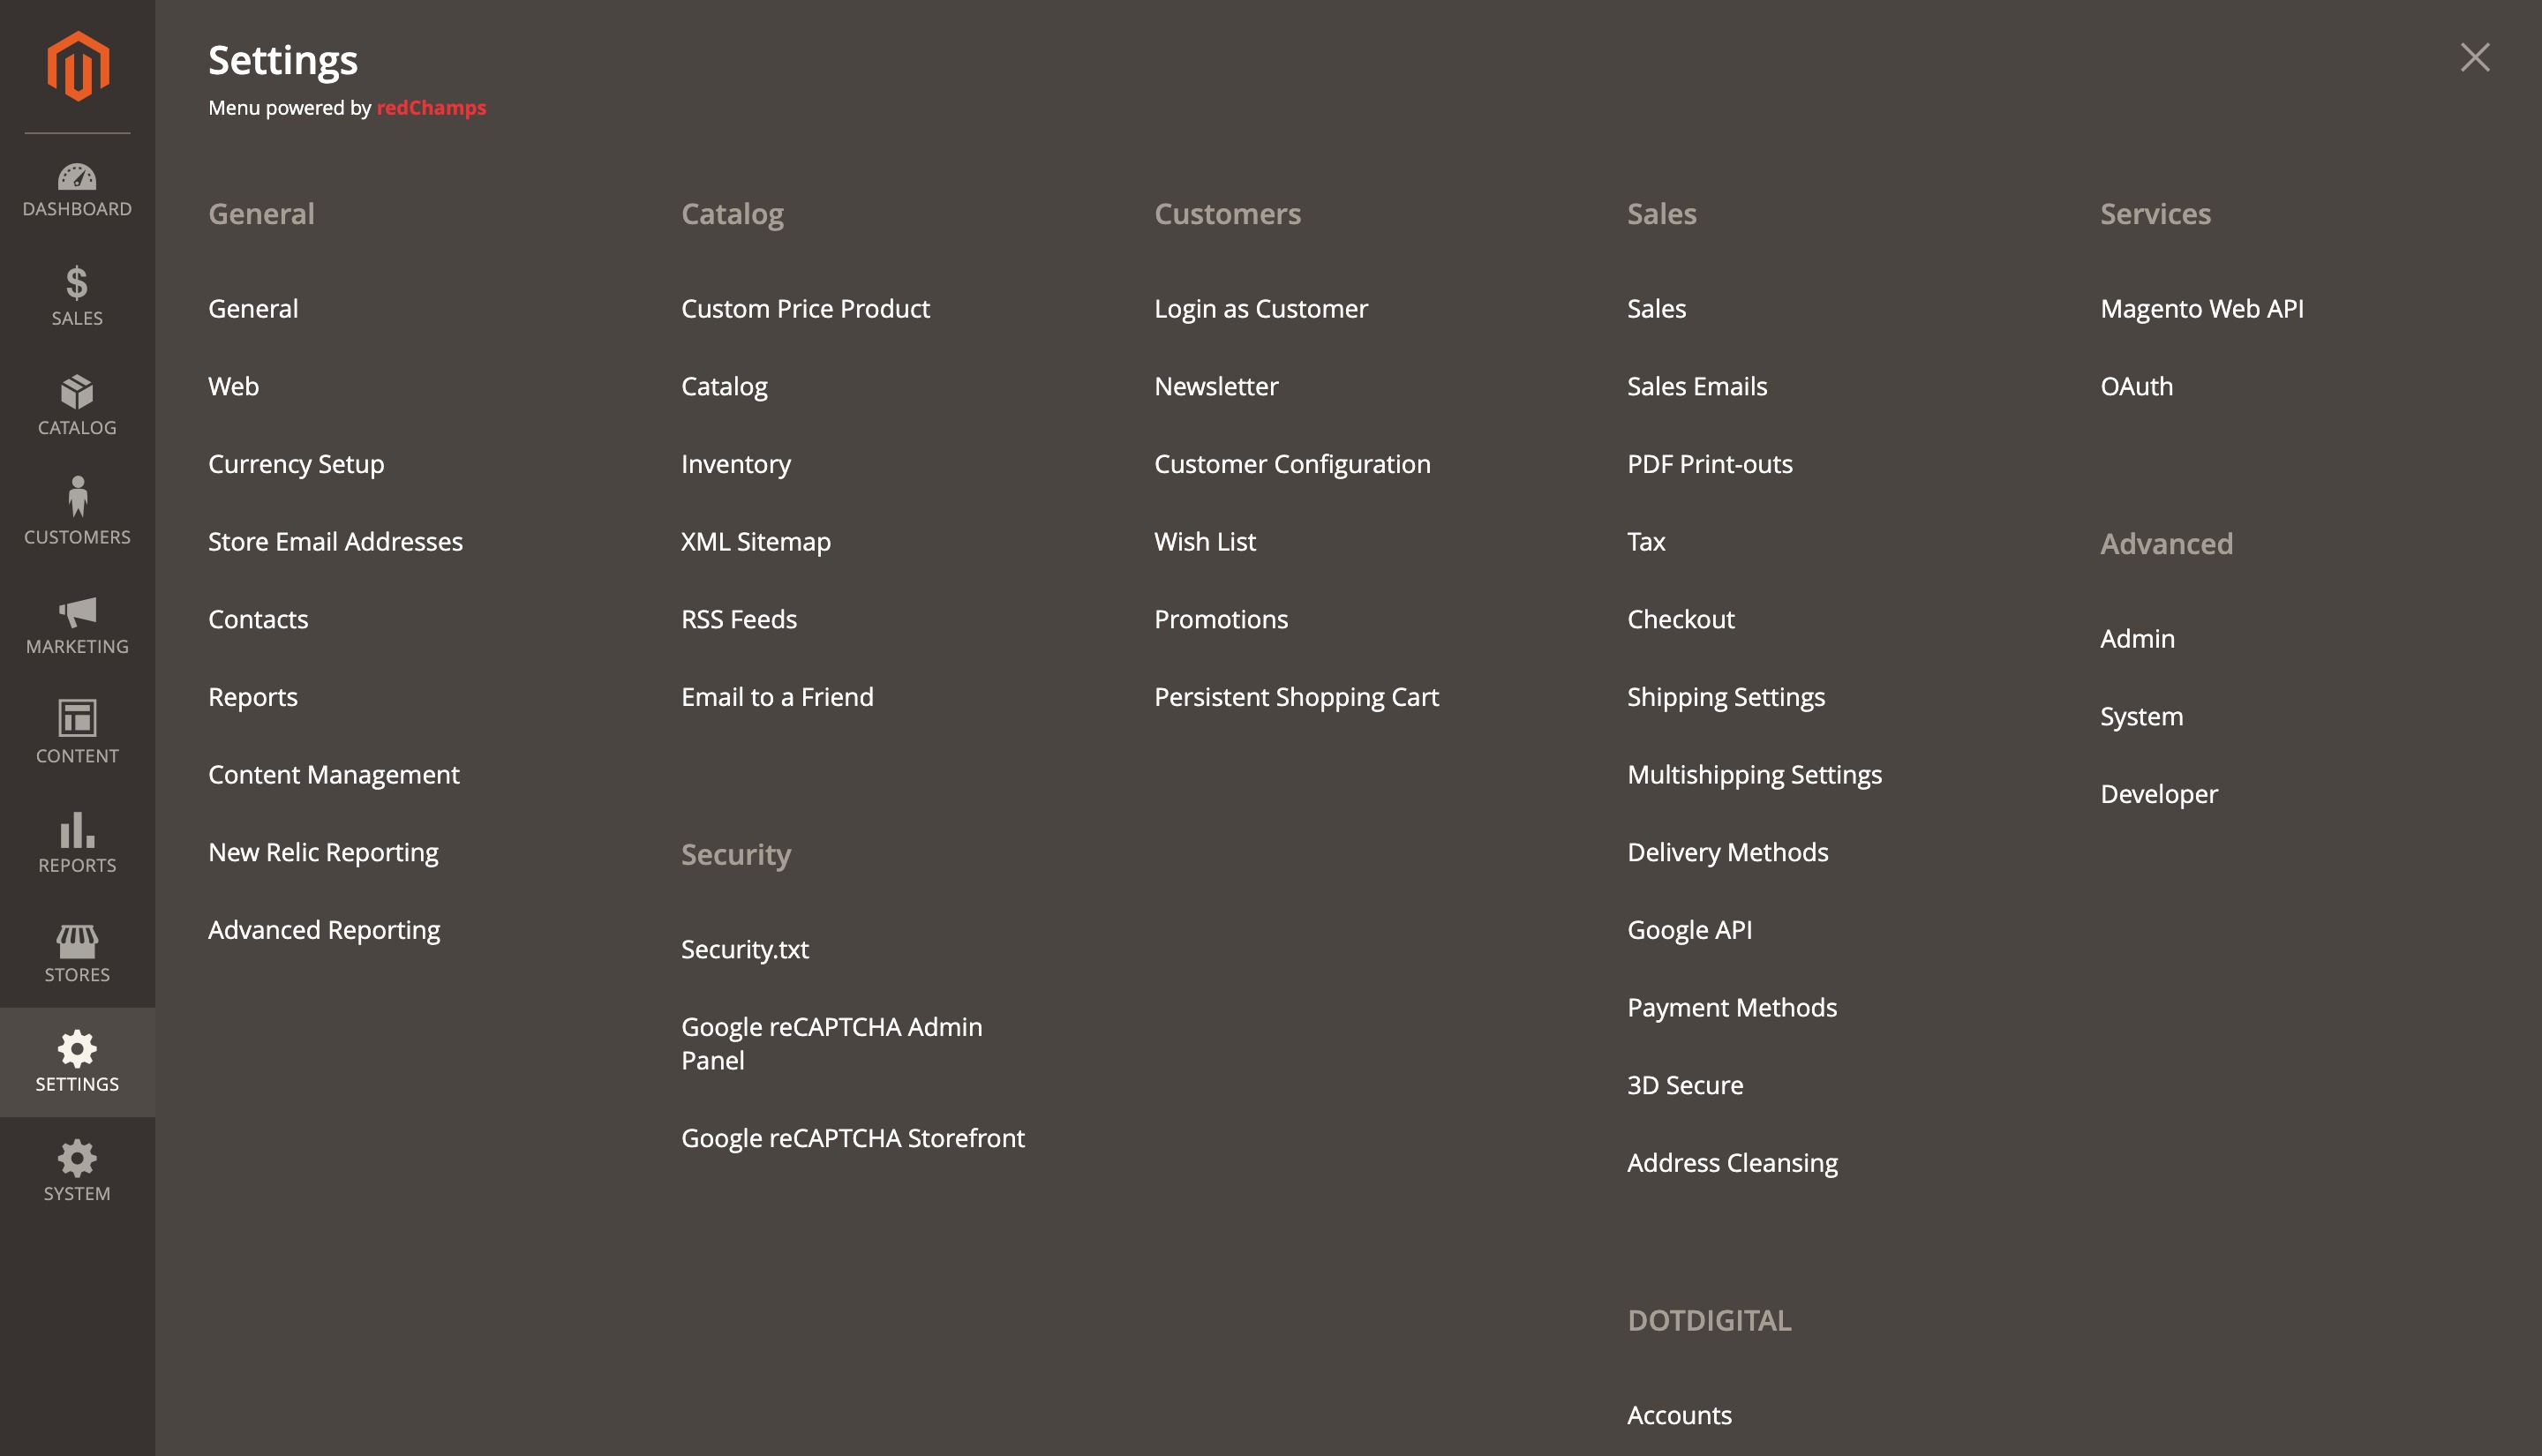 DASHBOARD
SALES
CATALOG
CUSTOMERS
MARKETING
CONTENT
REPORTS
STORES
SETTINGS
SYSTEM
Settings
Menu powered by redChamps
General
General
Web
Currency Setup
Store Email Addresses
Contacts
Reports
Content Management
New Relic Reporting
Advanced Reporting
Catalog
Custom Price Product
Catalog
Inventory
XML Sitemap
RSS Feeds
Email to a Friend
Security
Security.txt
Google reCAPTCHA Admin
Panel
Google reCAPTCHA Storefront
Customers
Login as Customer
Newsletter
Customer Configuration
Wish List
Promotions
Persistent Shopping Cart
Sales
Sales
Sales Emails
PDF Print-outs
Tax
Checkout
Shipping Settings
Multishipping Settings
Delivery Methods
Google API
Payment Methods
3D Secure
Address Cleansing
DOTDIGITAL
Accounts
Services
Magento Web API
OAuth
Advanced
Admin
System
Developer